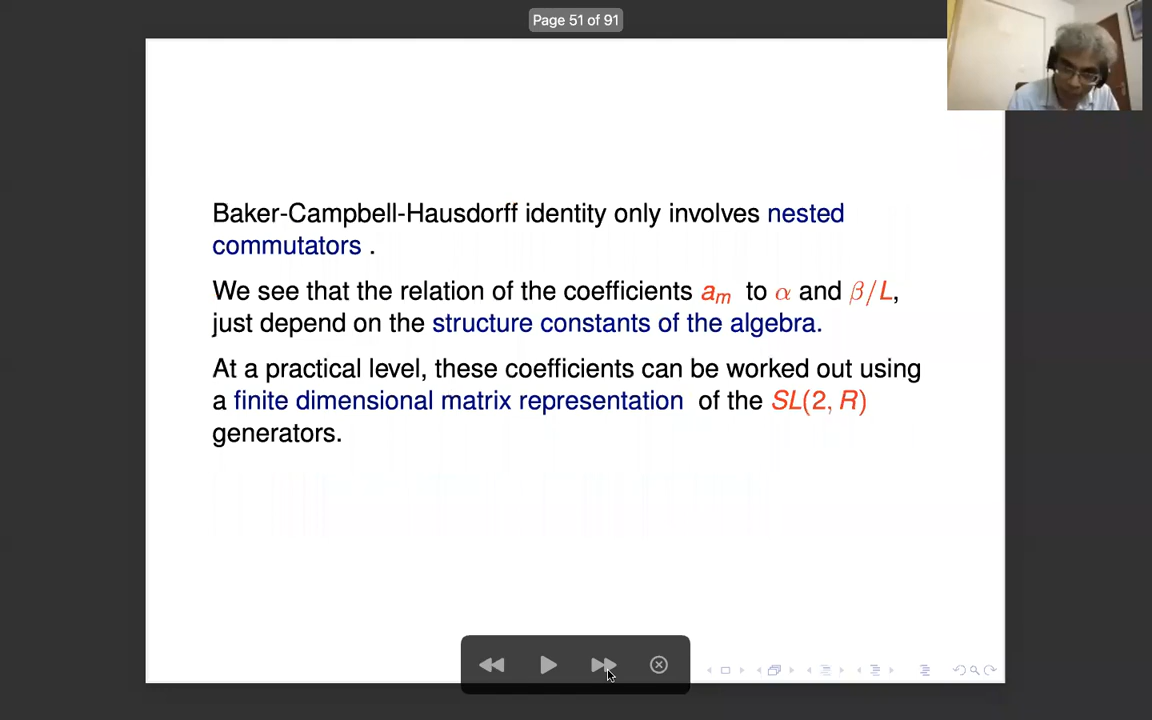 Page 51 of 91
Baker-Campbell-Hausdorff identity only involves nested
commutators .
We see that the relation of the coefficients aₘ to α and β/L,
just depend on the structure constants of the algebra.
At a practical level, these coefficients can be worked out using
a finite dimensional matrix representation of the SL(2, R)
generators.